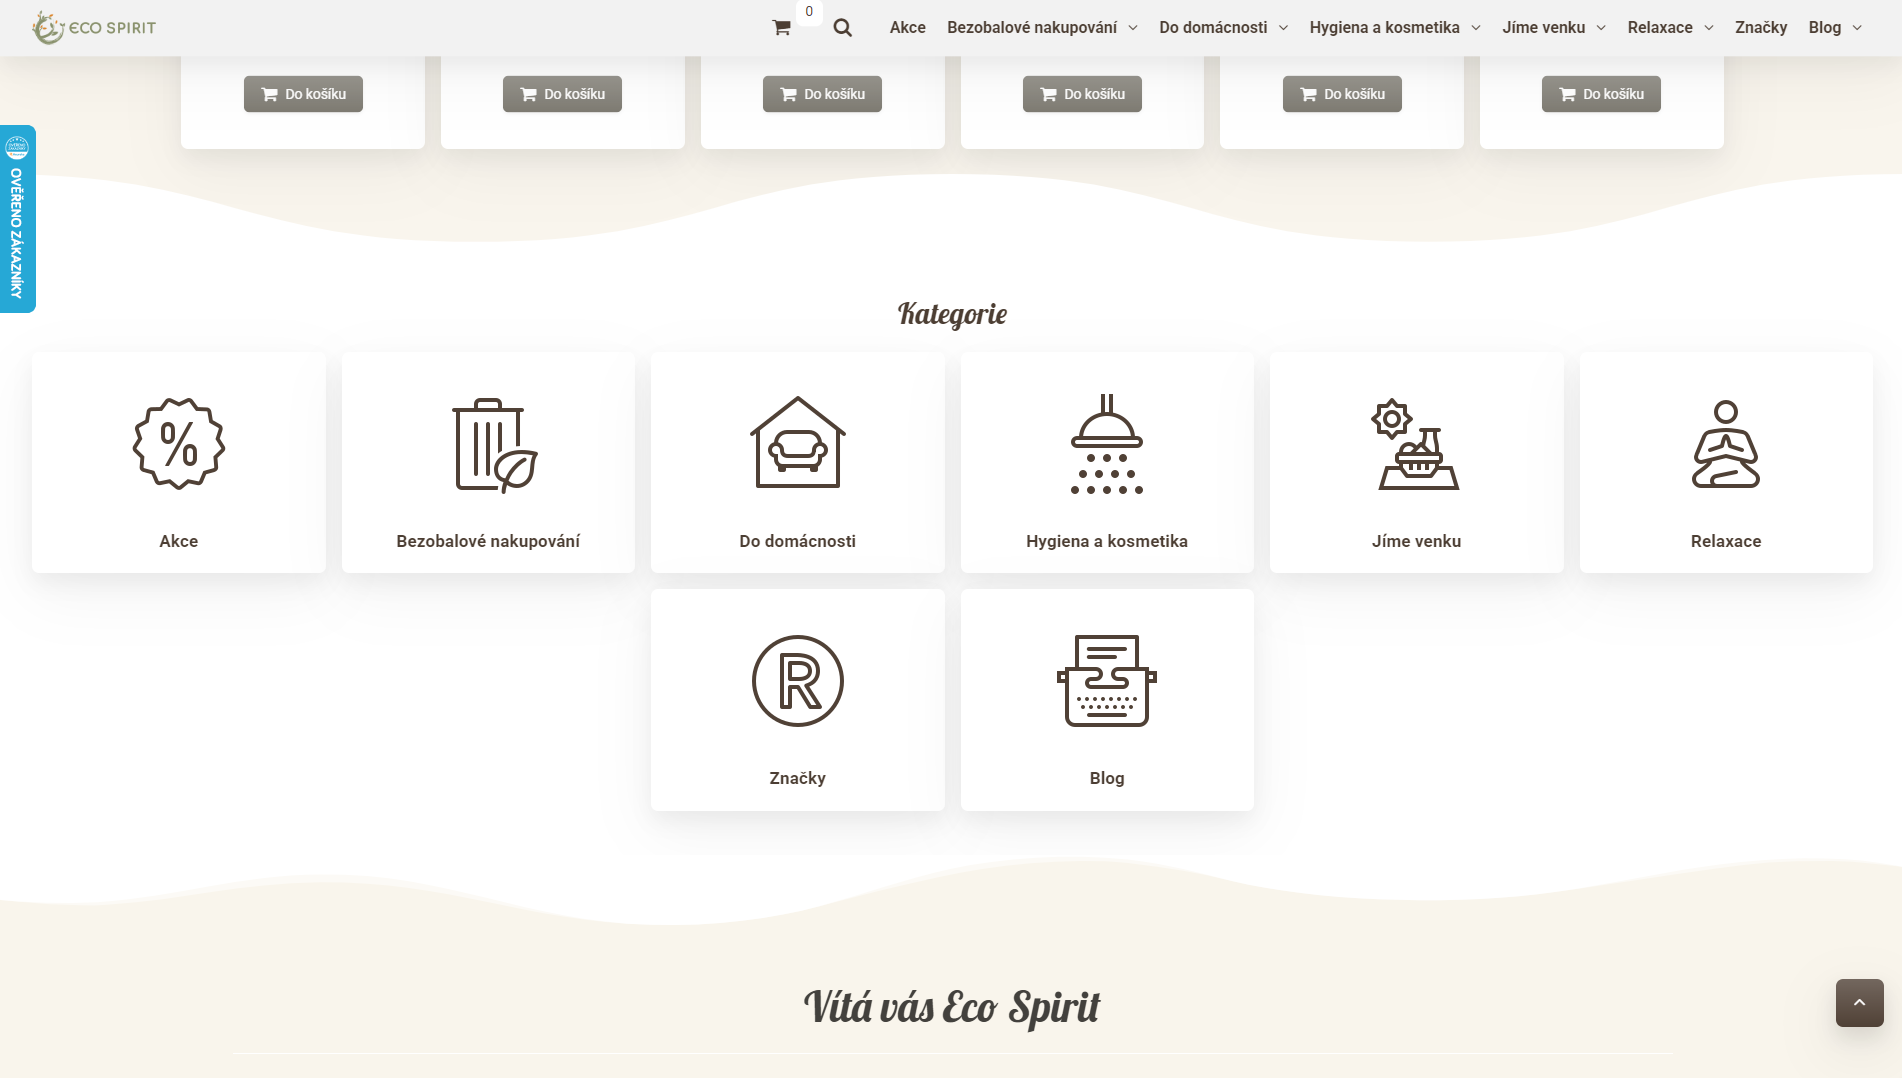 ECO SPIRIT
0
Akce
Bezobalové nakupování
Do domácnosti
Hygiena a kosmetika
Jíme venku
Relaxace
Značky
Blog
Do košíku
Do košíku
Do košíku
Do košíku
Do košíku
Do košíku
OVĚŘENO ZÁKAZNÍKY
Kategorie
%
Akce
Bezobalové nakupování
Do domácnosti
Hygiena a kosmetika
Jíme venku
Relaxace
R
Značky
Blog
Vítá vás Eco Spirit